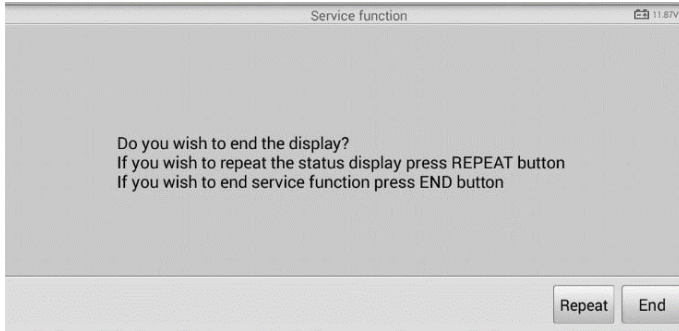 Service function
11.87V
Do you wish to end the display?
If you wish to repeat the status display press REPEAT button
If you wish to end service function press END button
Repeat
End